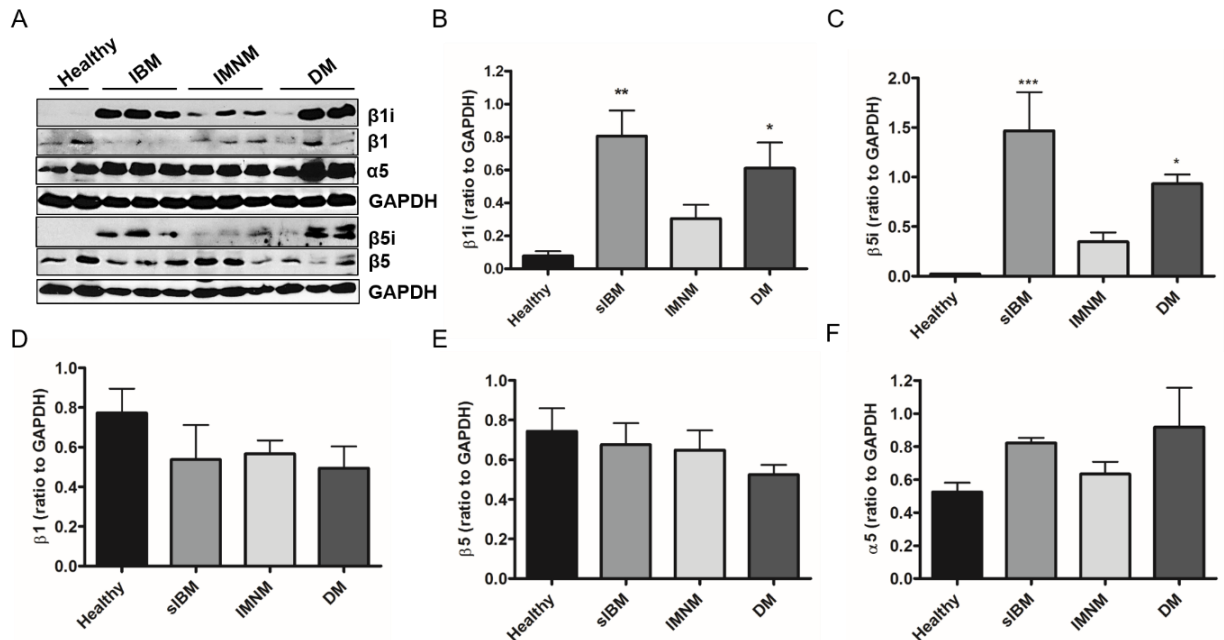 A
Healthy
IBM
IMNM
DM
β1i
β1
α5
GAPDH
β5i
β5
GAPDH
B
β1i (ratio to GAPDH)
1.2
1.0
0.8
0.6
0.4
0.2
0.0
**
*
Healthy
sIBM
IMNM
DM
C
β5i (ratio to GAPDH)
2.0
1.5
1.0
0.5
0.0
***
*
Healthy
sIBM
IMNM
DM
D
β1 (ratio to GAPDH)
1.0
0.8
0.6
0.4
0.2
0.0
Healthy
sIBM
IMNM
DM
E
β5 (ratio to GAPDH)
1.0
0.8
0.6
0.4
0.2
0.0
Healthy
sIBM
IMNM
DM
F
α5 (ratio to GAPDH
1.2
1.0
0.8
0.6
0.4
0.2
0.0
Healthy
sIBM
IMNM
DM